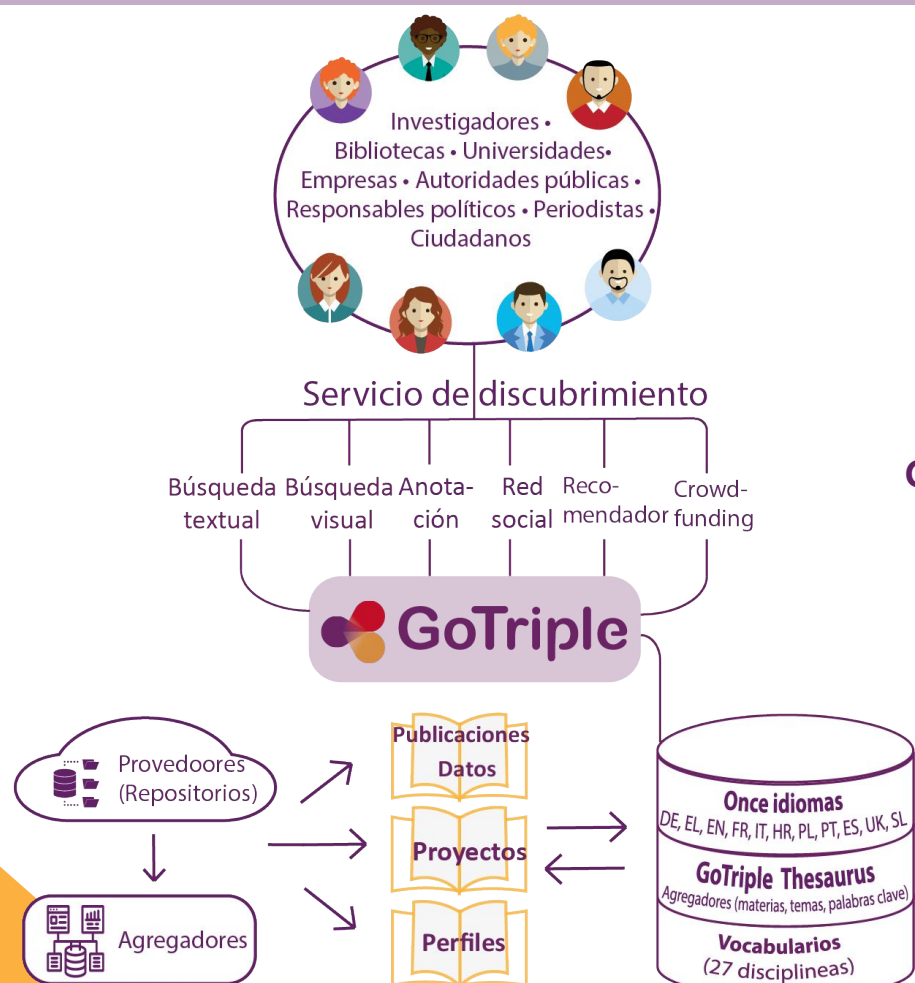 Investigadores •
Bibliotecas • Universidades•
Empresas • Autoridades públicas •
Responsables políticos • Periodistas •
Ciudadanos
Servicio de discubrimiento
Búsqueda textual
Búsqueda visual
Anota-
ción
Red social
Reco-
mendador
Crowd-
funding
GoTriple
Provedoores
(Repositorios)
Agregadores
Publicaciones
Datos
Proyectos
Perfiles
Once idiomas
DE, EL, EN, FR, IT, HR, PL, PT, ES, UK, SL
GoTriple Thesaurus
Agregadores (materias, temas, palabras clave)
Vocabularios
(27 disciplineas)